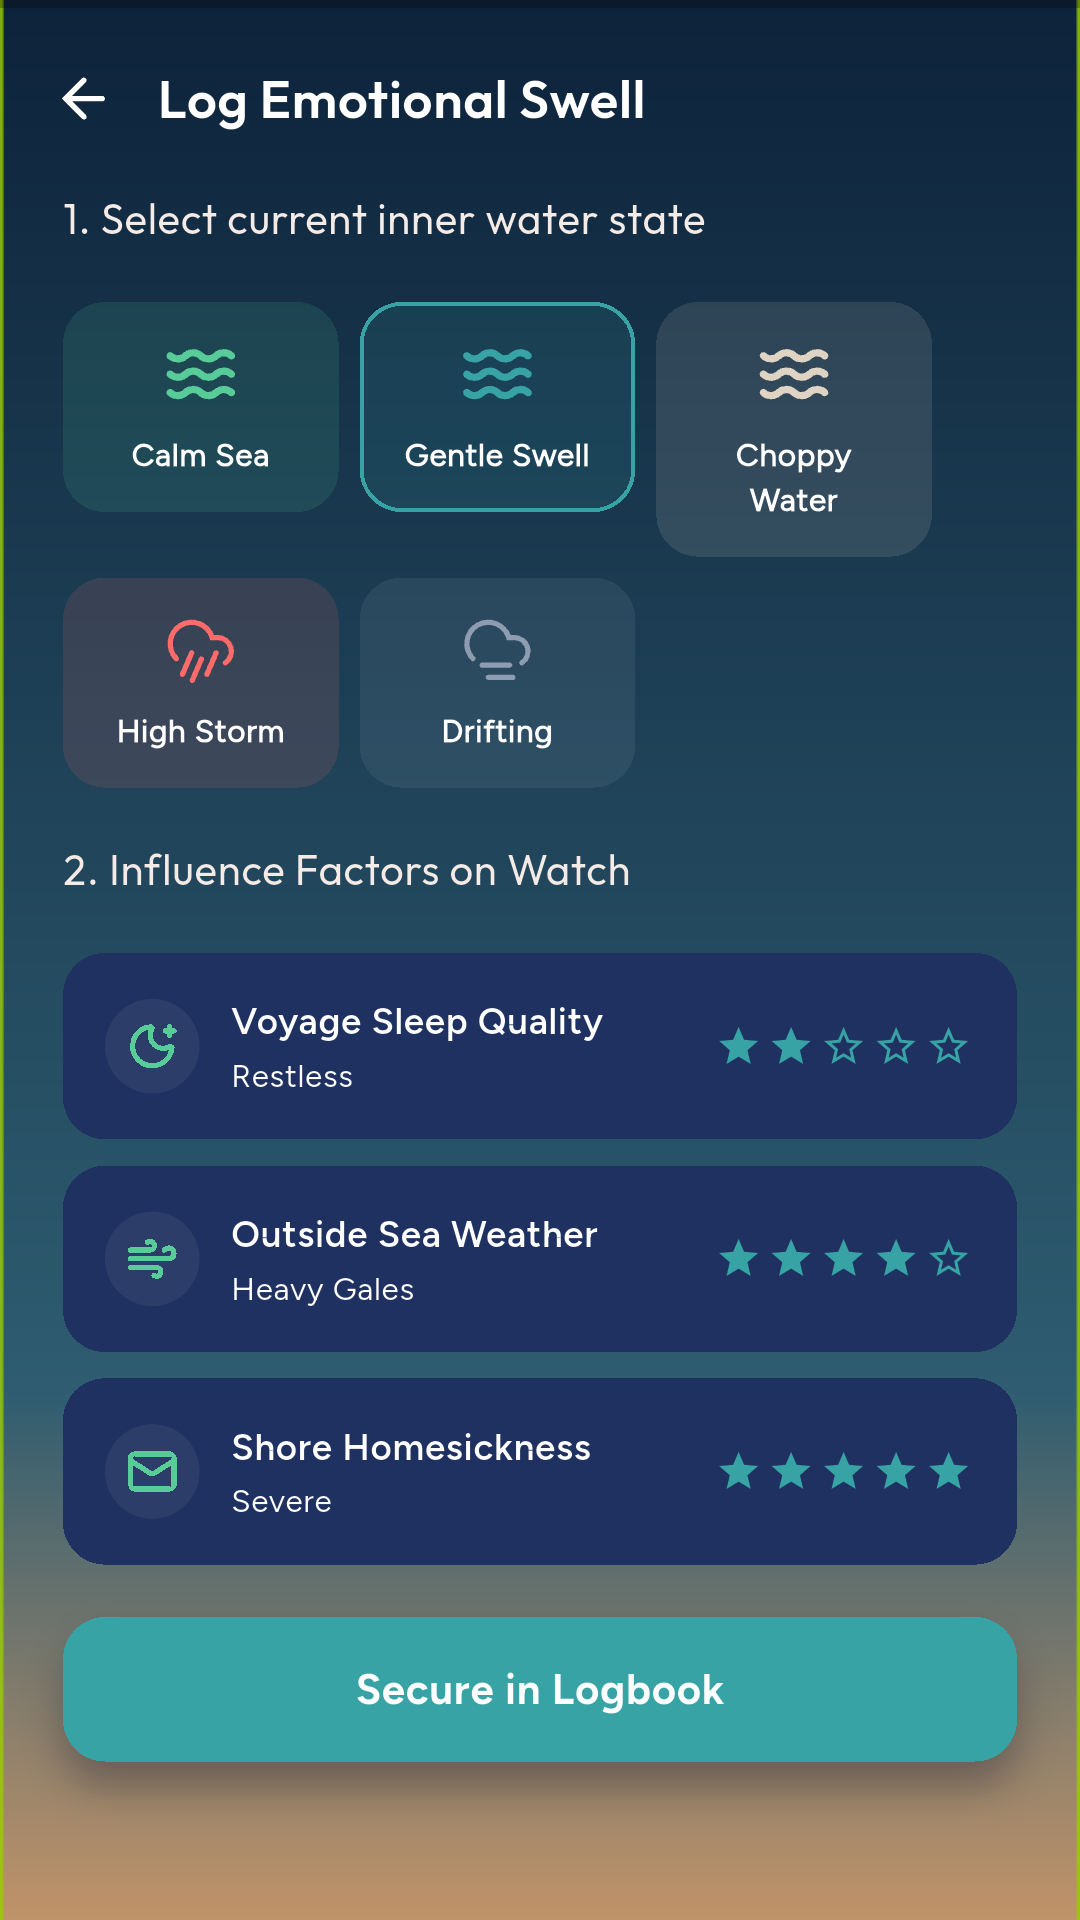 Log Emotional Swell
1. Select current inner water state
Calm Sea
Gentle Swell
Choppy
Water
High Storm
Drifting
2. Influence Factors on Watch
Voyage Sleep Quality
Restless
Outside Sea Weather
Heavy Gales
Shore Homesickness
Severe
Secure in Logbook